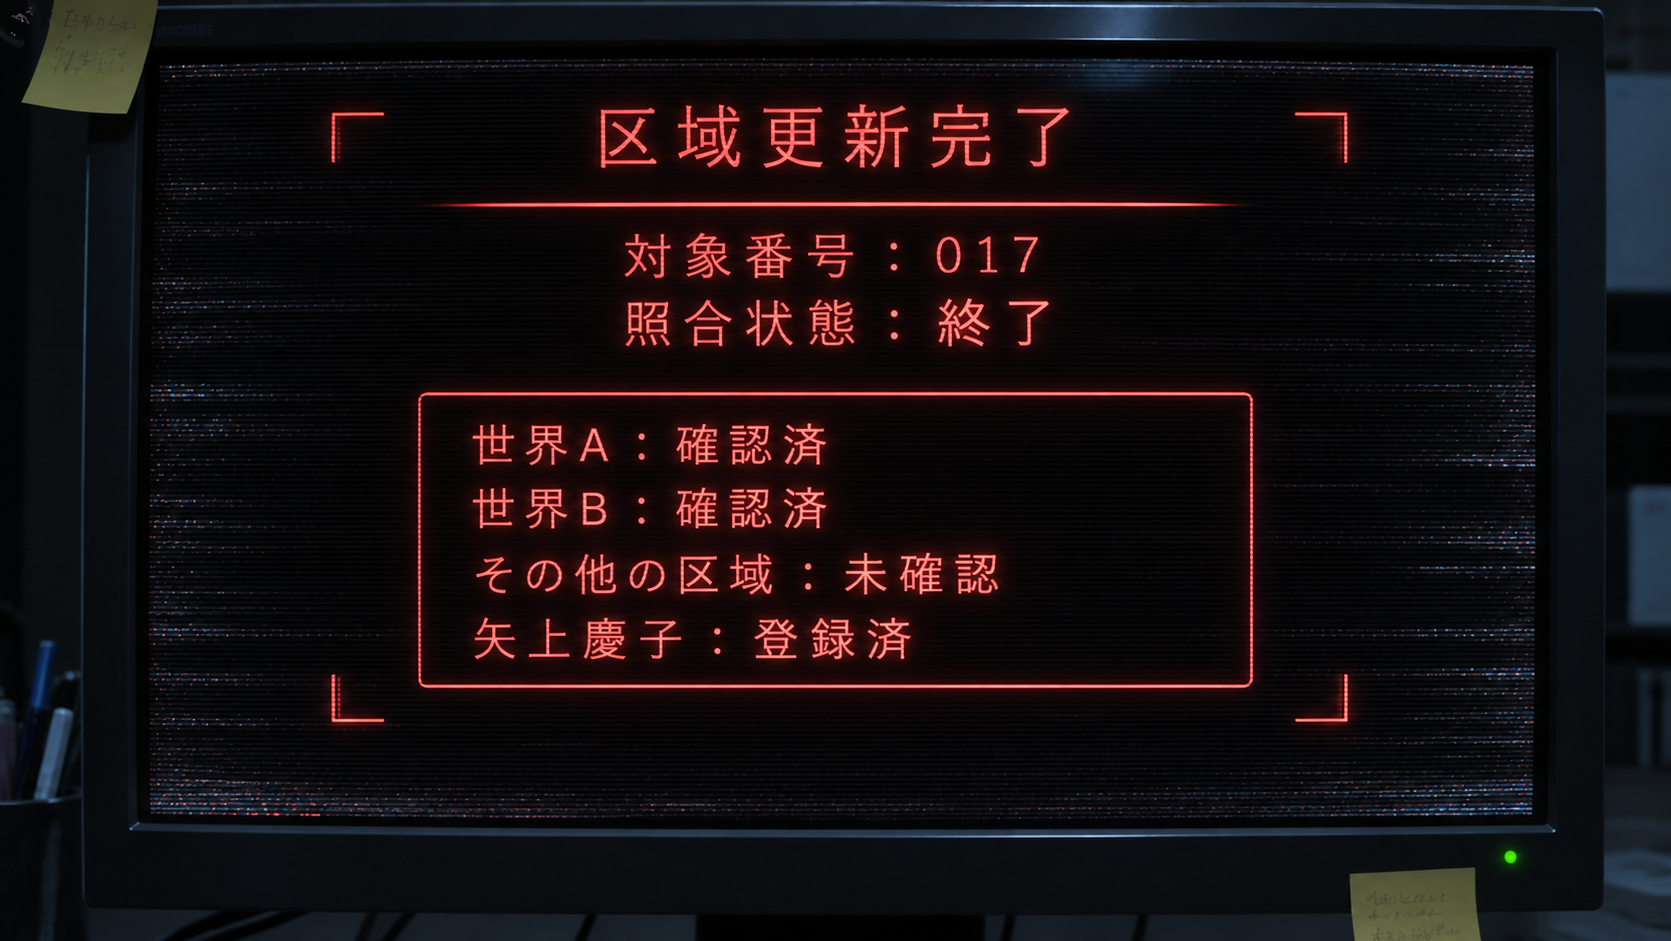 区域更新完了
対象番号：017
照合状態：終了
世界A：確認済
世界B：確認済
その他の区域：未確認
矢上慶子：登録済